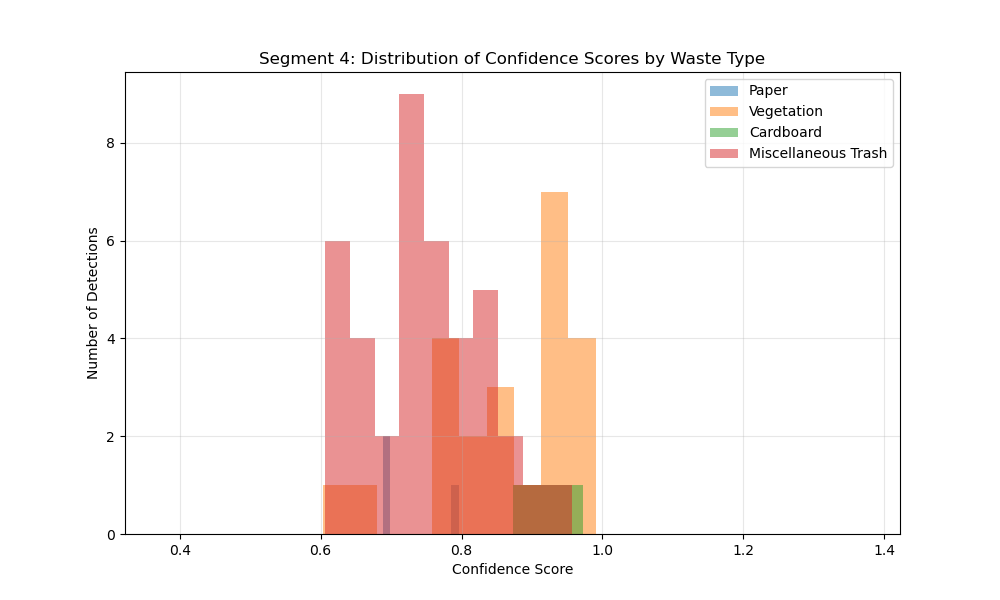 Segment 4: Distribution of Confidence Scores by Waste Type
Paper
Vegetation
Cardboard
Miscellaneous Trash
Number of Detections
8
6
4
2
0
0.4 0.6 0.8 1.0 1.2 1.4
Confidence Score